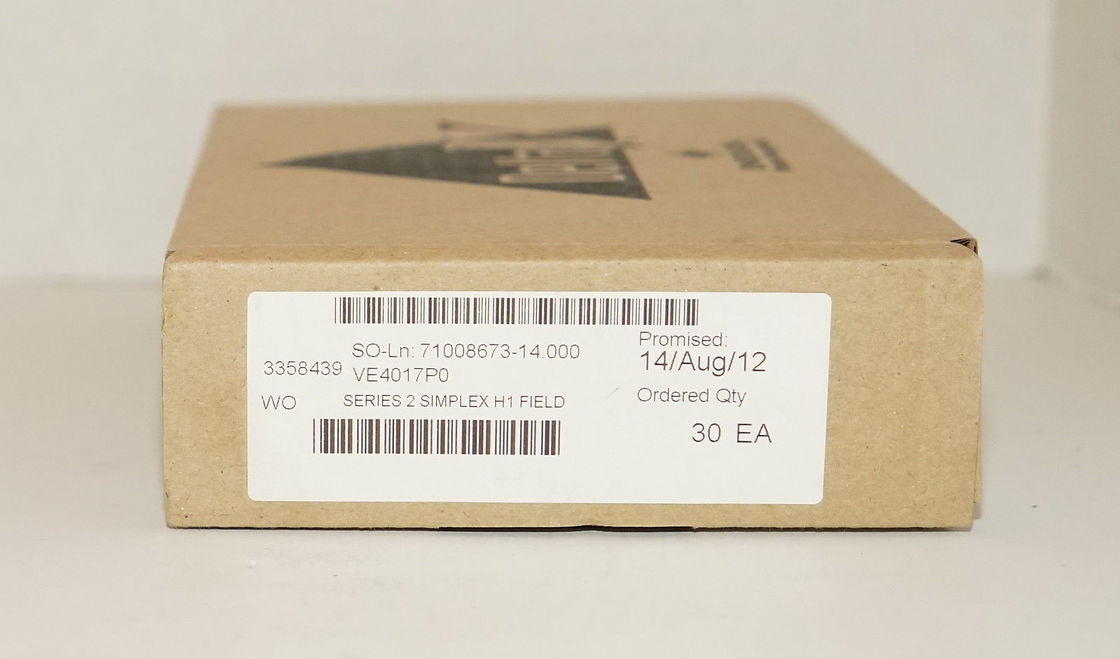 SO-Ln: 71008673-14.000
3358439 VE4017P0
WO SERIES 2 SIMPLEX H1 FIELD
Promised:
14/Aug/12
Ordered Qty
30 EA